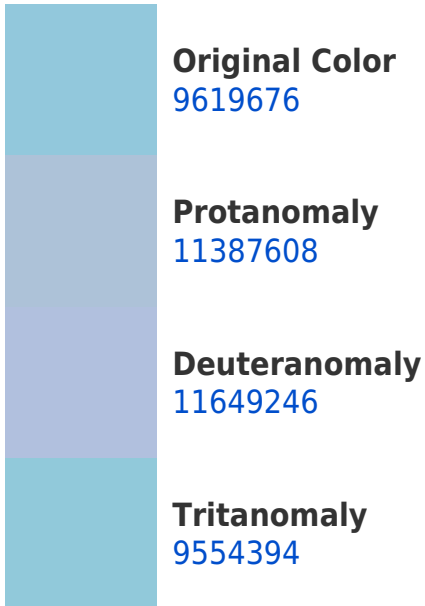 Original Color
9619676
Protanomaly
11387608
Deuteranomaly
11649246
Tritanomaly
9554394